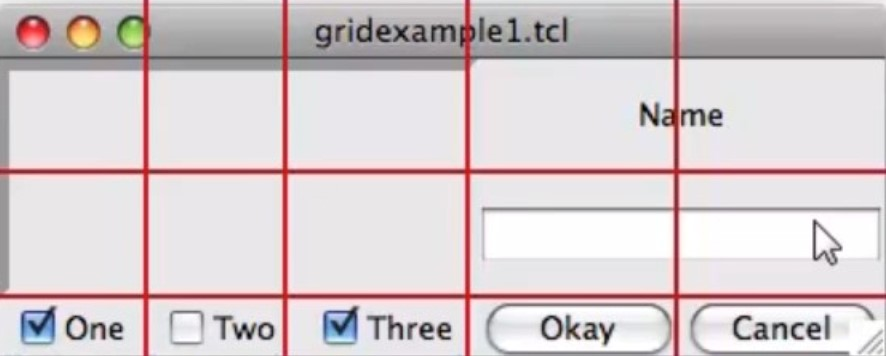 gridexample1.tcl
Name
One Two Three Okay Cancel